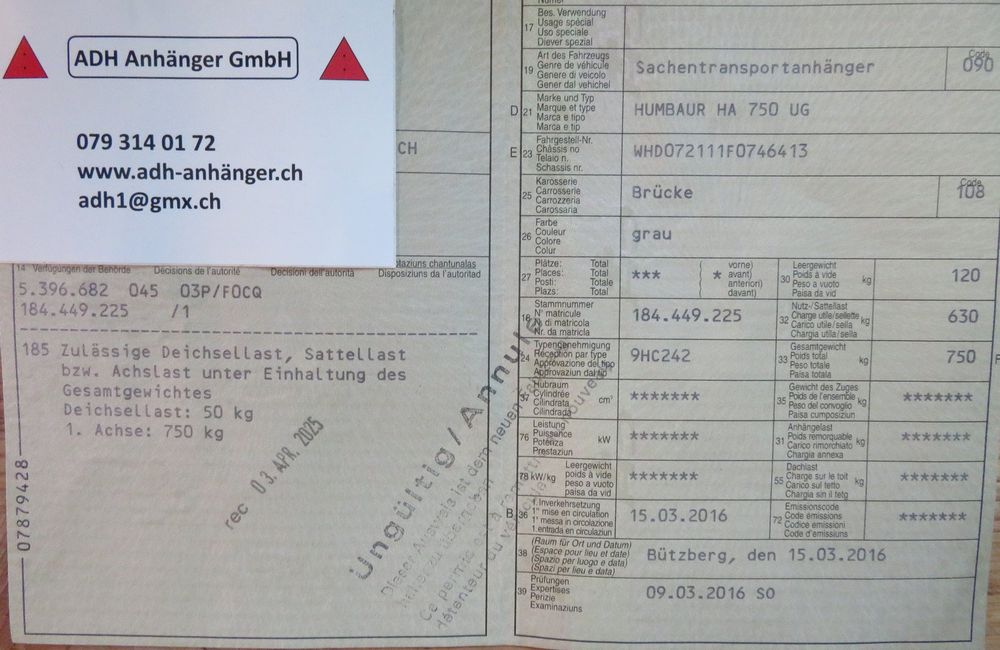 ADH Anhänger GmbH
079 314 01 72
www.adh-anhänger.ch
adh1@gmx.ch
CH
14 Verfügungen der Behörde Décisions de l'autorité Decisioni dell'autorità Disposiziuns da l'autoritad
5.396.682 045 03P/FOCQ
184.449.225 /1
185 Zulässige Deichsellast, Sattellast
bzw. Achslast unter Einhaltung des
Gesamtgewichtes
Deichsellast: 50 kg
1. Achse: 750 kg
07879428
rec 03. APR. 2025
Ungültig / Annulé
17 Bes. Verwendung
Usage spécial
Uso speciale
Diever spezial
19 Art des Fahrzeugs
Genre de véhicule
Genere di veicolo
Gener dal vehichel
Sachentransportanhänger
Code
090
D 21 Marke und Typ
Marque et type
Marca e tipo
Marca e tip
HUMBAUR HA 750 UG
E 23 Fahrgestell-Nr.
Châssis no
Telaio n.
Schassis nr.
WHD072111F0746413
25 Karosserie
Carrosserie
Carrozzeria
Carossaria
Brücke
Code
108
26 Farbe
Couleur
Colore
Colur
grau
27 Plätze: Total
Places: Total
Posti: Totale
Plazs: Total
*** ( * vorne)
avant)
anteriori)
davant)
30 Leergewicht
Poids à vide
Peso a vuoto
Paisa da vid
kg
120
18 Stammnummer
N° matricule
N. di matricola
Nr. da matricla
184.449.225
32 Nutz-/Sattellast
Charge utile/sellette
Carico utile/sella
Chargia utila/sella
kg
630
24 Typengenehmigung
Réception par type
Approvazione del tipo
Approvaziun dal tip
9HC242
33 Gesamtgewicht
Poids total
Peso totale
Paisa totala
kg
750
37 Hubraum
Cylindrée
Cilindrata
Cilindrada
cm³
*******
35 Gewicht des Zuges
Poids de l'ensemble
Peso del convoglio
Paisa cumposiziun
kg
*******
76 Leistung
Puissance
Potenza
Prestaziun
kW
*******
31 Anhängelast
Poids remorquable
Carico rimorchiato
Chargia annexa
kg
*******
78 kW/kg Leergewicht
poids à vide
peso a vuoto
paisa da vid
*******
55 Dachlast
Charge sur le toit
Carico sul tetto
Chargia sin il tetg
kg
*******
B 36 1. Inverkehrsetzung
1re mise en circulation
1a messa in circolazione
1. entrada en circulaziun
15.03.2016
72 Emissionscode
Code émissions
Codice emissioni
Code d'emissiuns
*******
38 (Raum für Ort und Datum)
(Espace pour lieu et date)
(Spazio per luogo e data)
(Spazi per lieu e data)
Bützberg, den 15.03.2016
39 Prüfungen
Expertises
Perizie
Examinaziuns
09.03.2016 SO